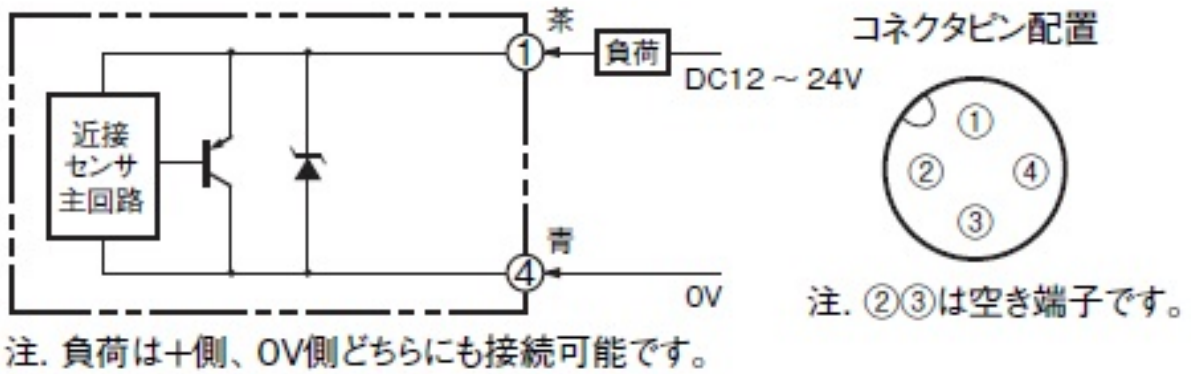 茶
①
負荷
DC12 ~ 24V
近接
センサ
主回路
青
④
0V
注. 負荷は+側、0V側どちらにも接続可能です。
コネクタピン配置
①
②
④
③
注. ②③は空き端子です。